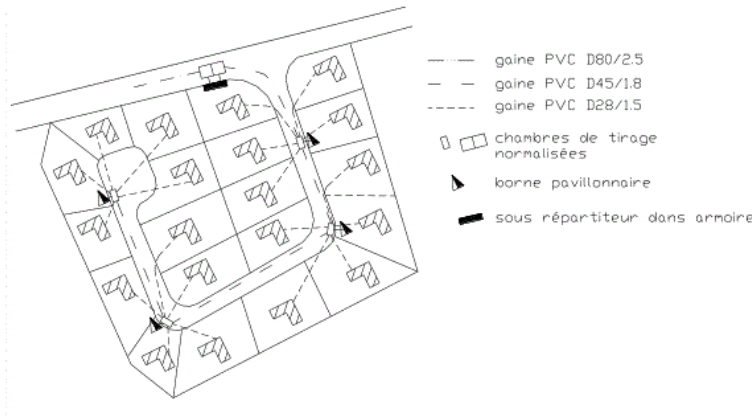 gaine PVC D80/2.5
gaine PVC D45/1.8
gaine PVC D28/1.5
chambres de tirage
normalisées
borne pavillonnaire
sous répartiteur dans armoire